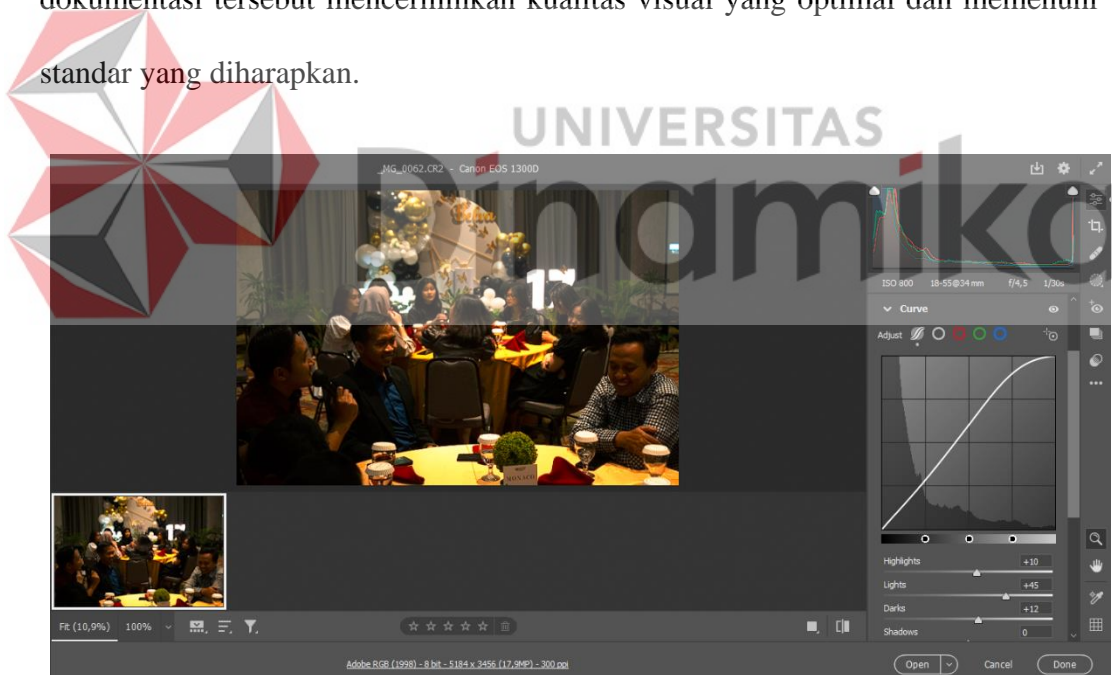 dokumentasi tersebut mencerminkan kualitas visual yang optimal dan memenuhi
standar yang diharapkan.
UNIVERSITAS
Dinamika
_MG_0062.CR2 - Canon EOS 1300D
ISO 800 18-55@34 mm f/4,5 1/30s
Curve
Adjust
Highlights +10
Lights +45
Darks +12
Shadows 0
17
Fit (10,9%) 100%
Adobe RGB (1998) - 8 bit - 5184 x 3456 (17,9MP) - 300 ppi
Open Cancel Done